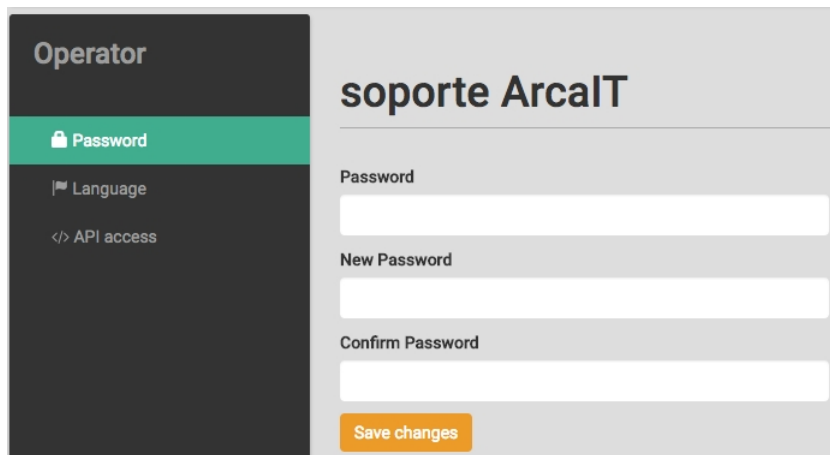 Operator
Password
Language
</> API access
soporte ArcaIT
Password
New Password
Confirm Password
Save changes